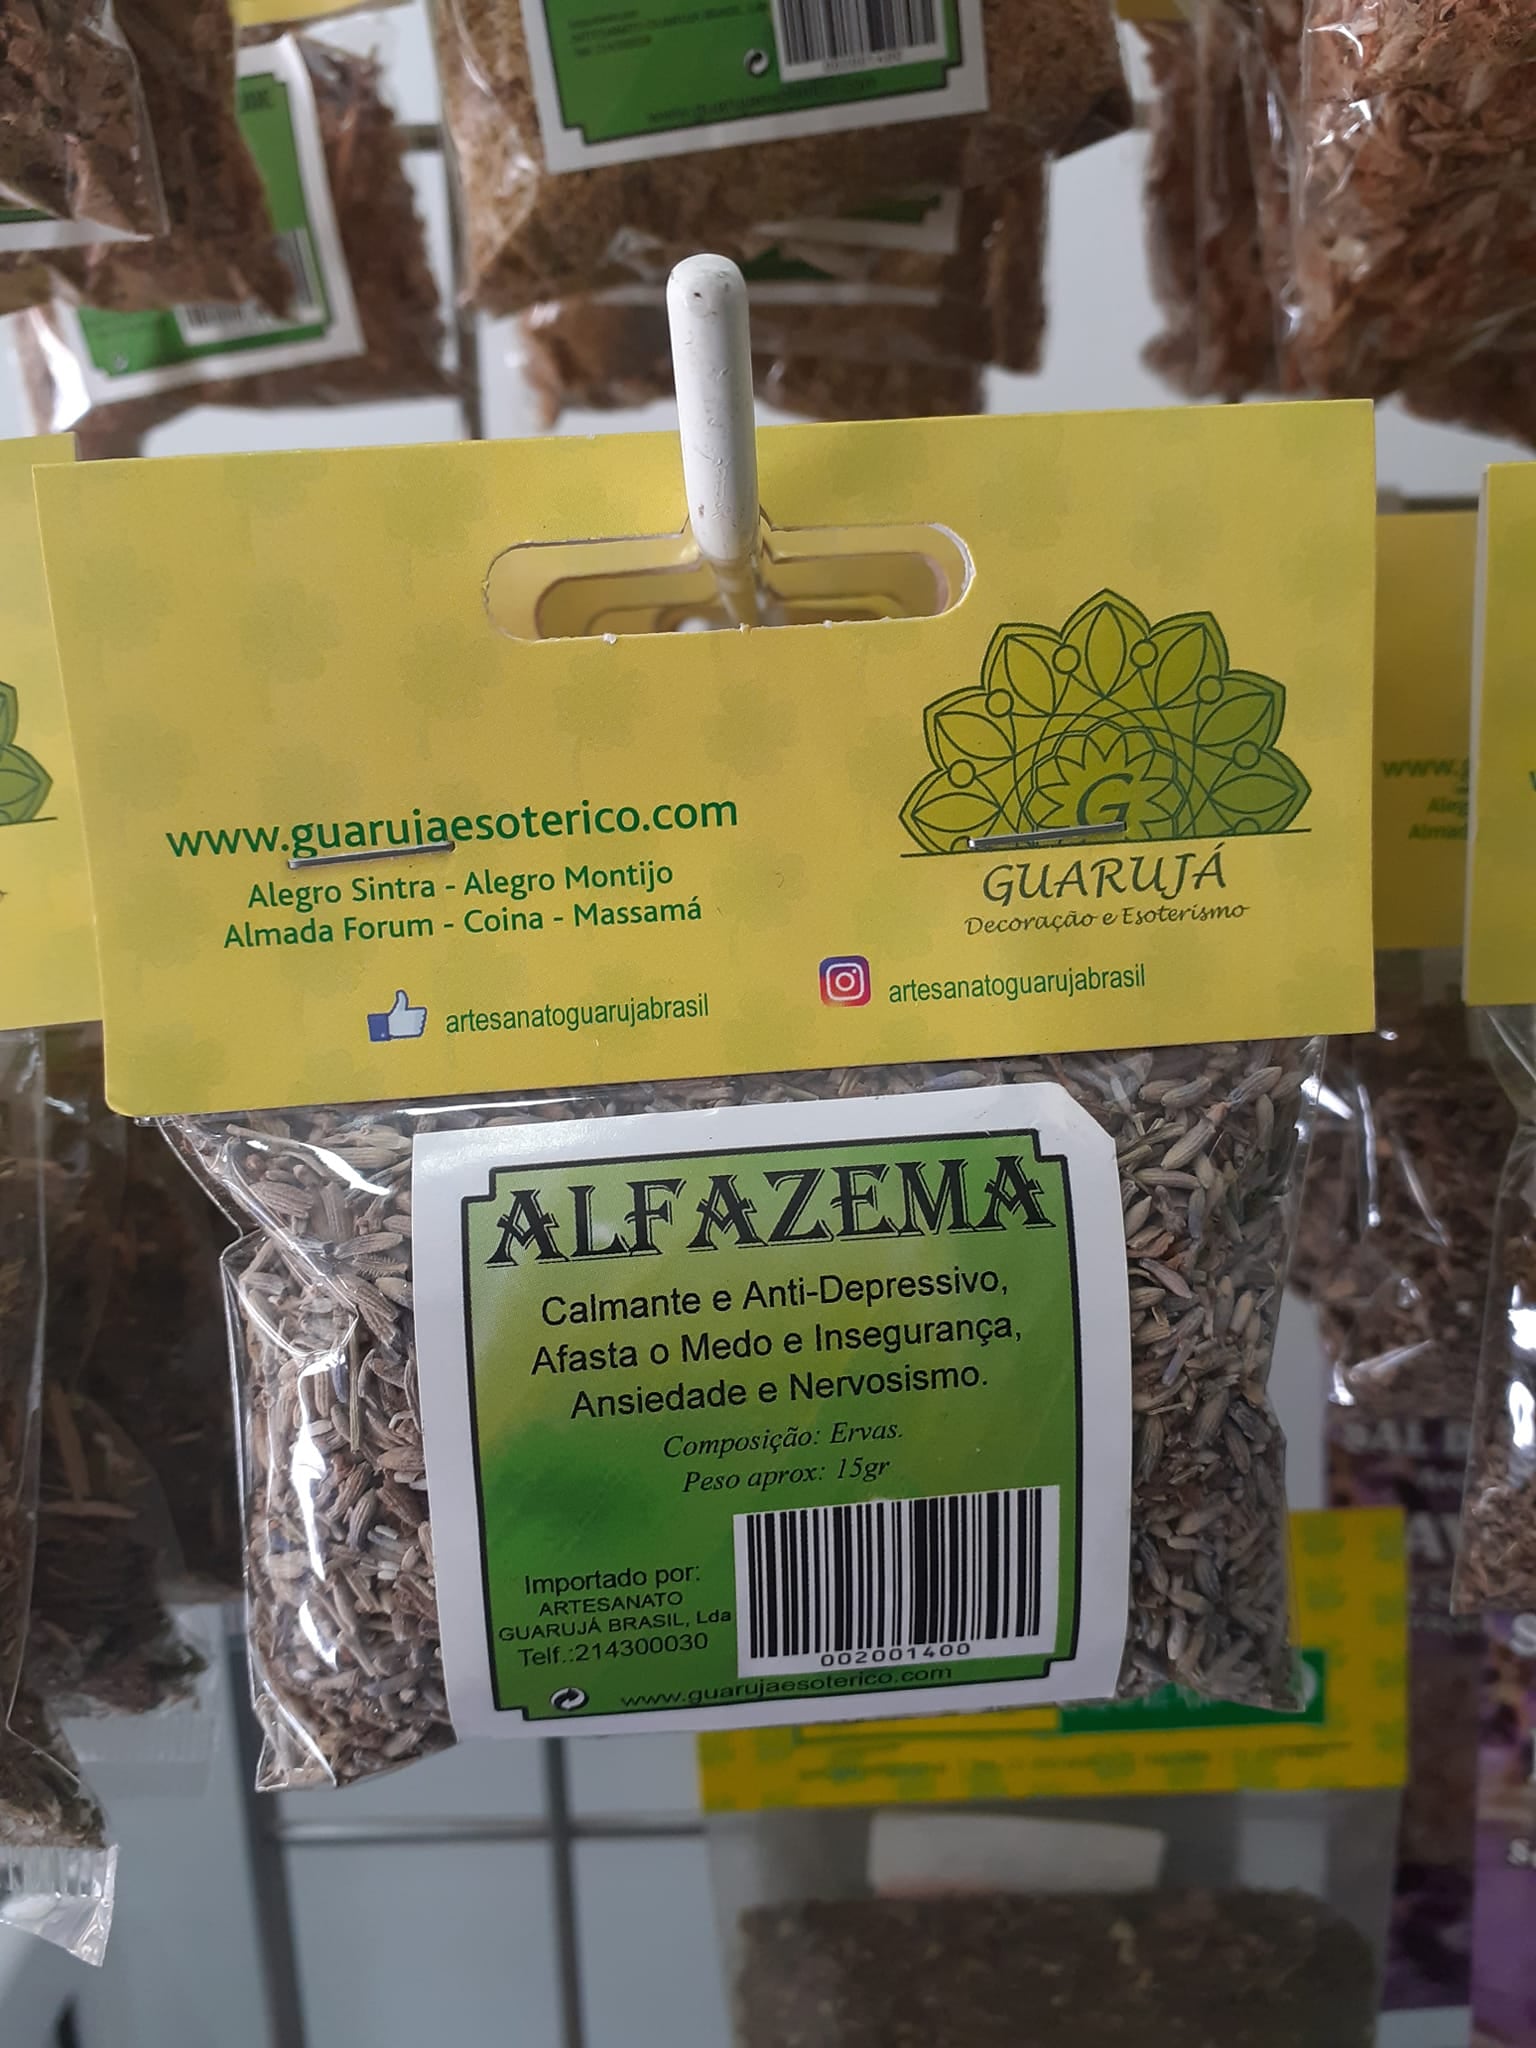 www.guarujaesoterico.com
Alegro Sintra - Alegro Montijo
Almada Forum - Coina - Massamá
artesanatoguarujabrasil
G
GUARUJÁ
Decoração e Esoterismo
artesanatoguarujabrasil
ALFAZEMA
Calmante e Anti-Depressivo,
Afasta o Medo e Insegurança,
Ansiedade e Nervosismo.
Composição: Ervas.
Peso aprox: 15gr
Importado por:
ARTESANATO
GUARUJÁ BRASIL, Lda
Telf.:214300030
002001400
www.guarujaesoterico.com